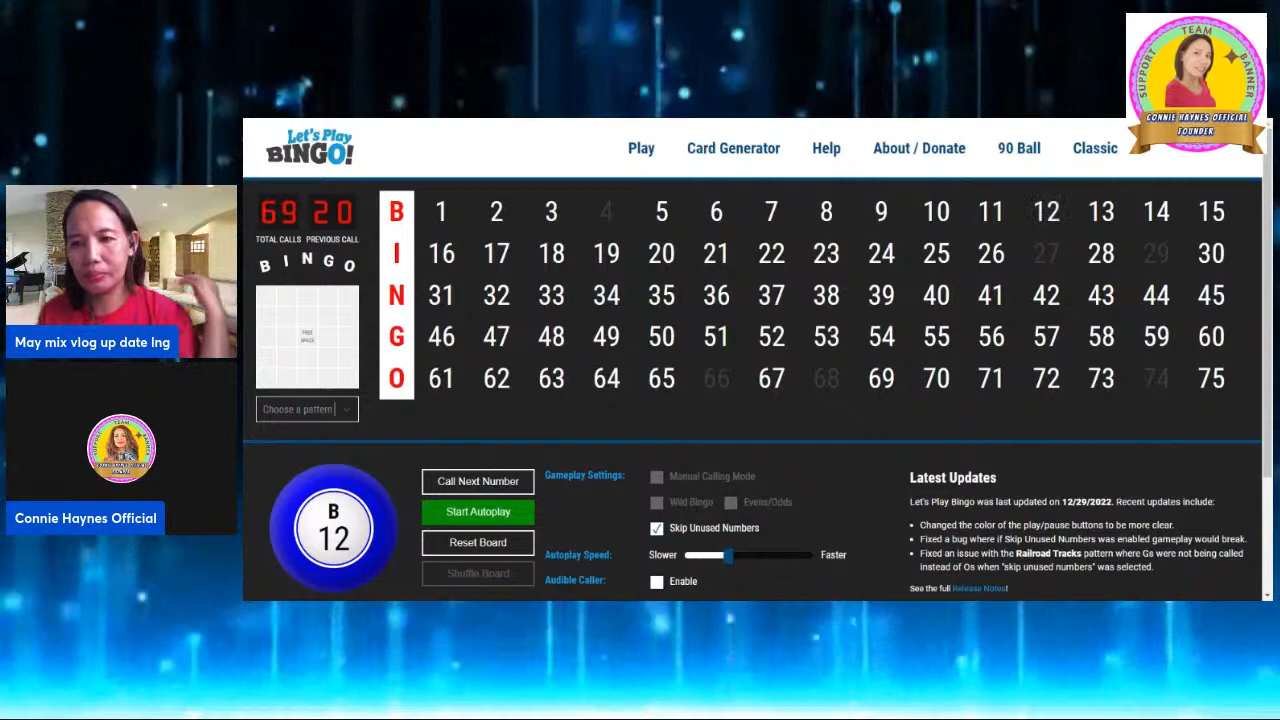 SUPPORT TEAM BANNER
CONNIE HAYNES OFFICIAL
FOUNDER
Let's Play
BINGO!
Play Card Generator Help About / Donate 90 Ball Classic
69 20
TOTAL CALLS PREVIOUS CALL
B I N G O
FREE
SPACE
Choose a pattern
B 1 2 3 4 5 6 7 8 9 10 11 12 13 14 15
I 16 17 18 19 20 21 22 23 24 25 26 27 28 29 30
N 31 32 33 34 35 36 37 38 39 40 41 42 43 44 45
G 46 47 48 49 50 51 52 53 54 55 56 57 58 59 60
O 61 62 63 64 65 66 67 68 69 70 71 72 73 74 75
May mix vlog up date lng
Connie Haynes Official
B
12
Call Next Number
Start Autoplay
Reset Board
Shuffle Board
Gameplay Settings:
Manual Calling Mode
Wild Bingo Evens/Odds
Skip Unused Numbers
Autoplay Speed: Slower Faster
Audible Caller: Enable
Latest Updates
Let's Play Bingo was last updated on 12/29/2022. Recent updates include:
Changed the color of the play/pause buttons to be more clear.
Fixed a bug where if Skip Unused Numbers was enabled gameplay would break.
Fixed an issue with the Railroad Tracks pattern where Gs were not being called
instead of Os when "skip unused numbers" was selected.
See the full Release Notes!